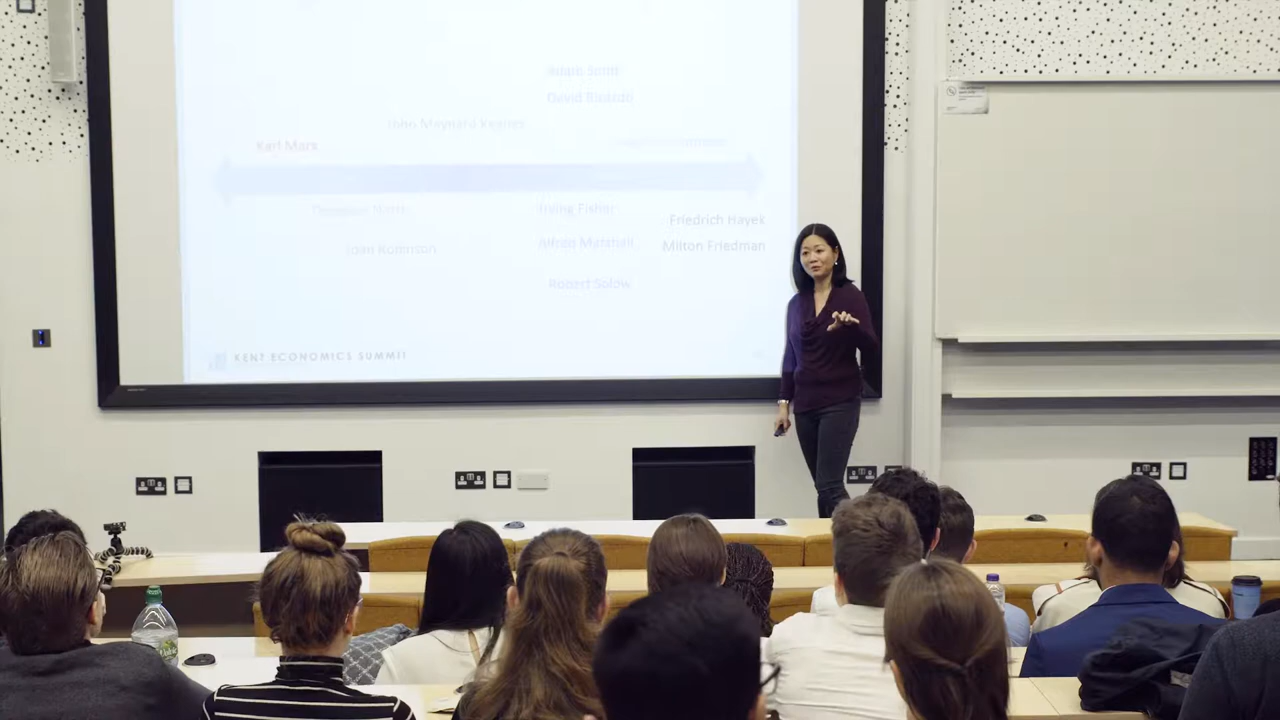 Adam Smith
David Ricardo
John Maynard Keynes
Karl Marx
Irving Fisher
Friedrich Hayek
Alfred Marshall
Milton Friedman
Joan Robinson
Robert Solow
KENT ECONOMICS SUMMIT